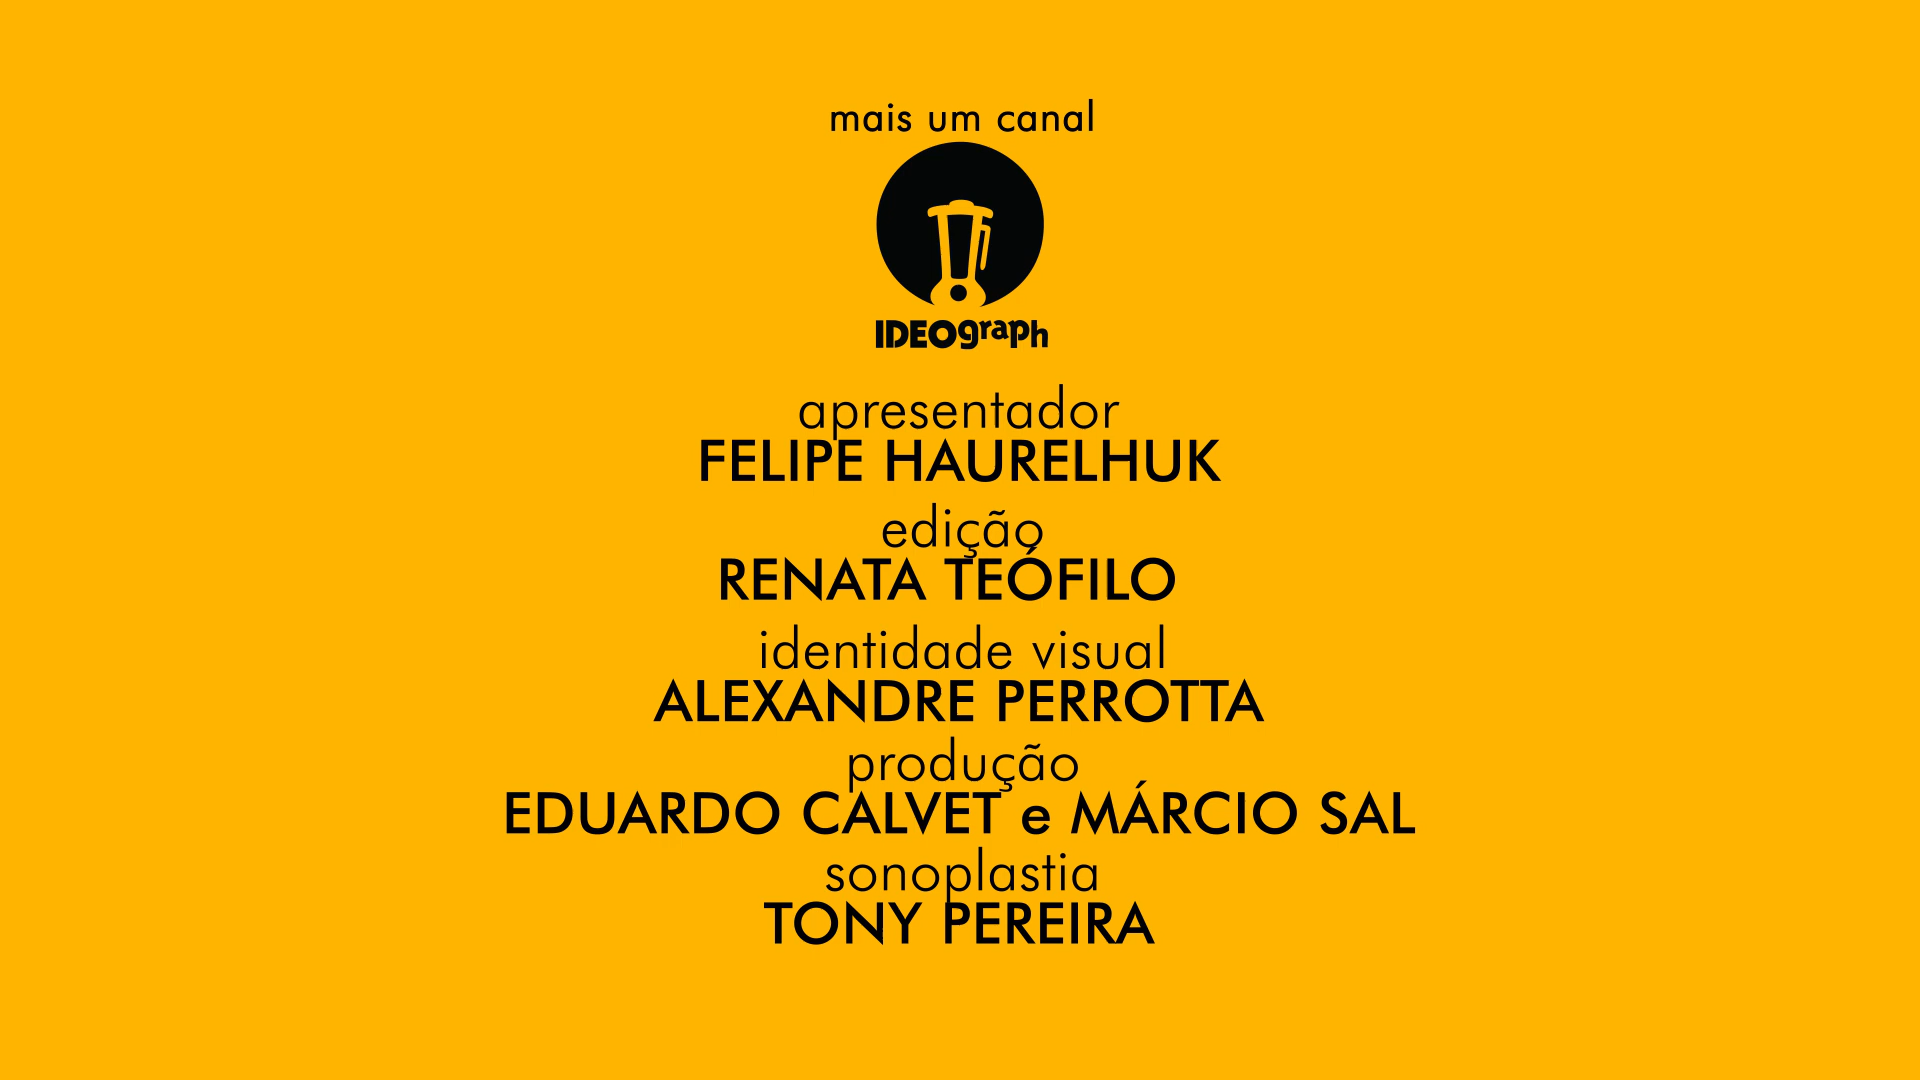 mais um canal
IDEOgraph
apresentador
FELIPE HAURELHUK
edição
RENATA TEÓFILO
identidade visual
ALEXANDRE PERROTTA
produção
EDUARDO CALVET e MÁRCIO SAL
sonoplastia
TONY PEREIRA